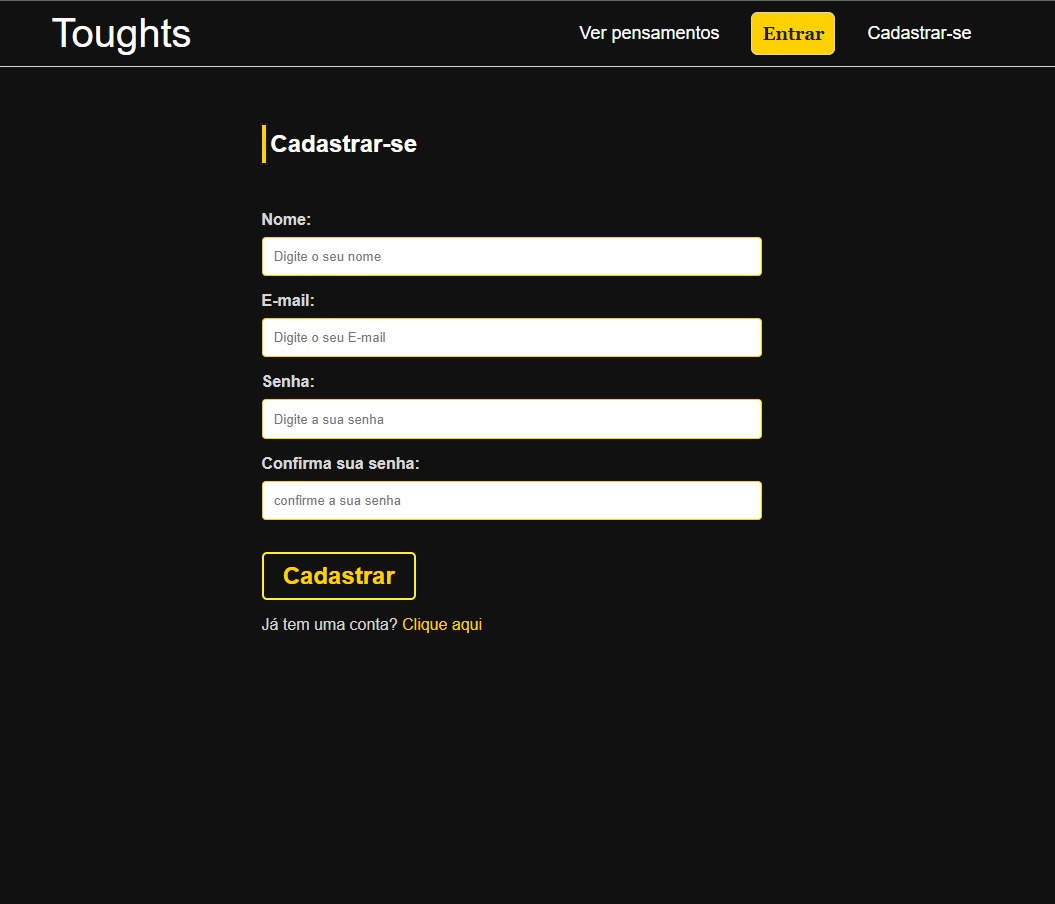 Toughts
Ver pensamentos
Entrar
Cadastrar-se
Cadastrar-se
Nome:
Digite o seu nome
E-mail:
Digite o seu E-mail
Senha:
Digite a sua senha
Confirma sua senha:
confirme a sua senha
Cadastrar
Já tem uma conta? Clique aqui